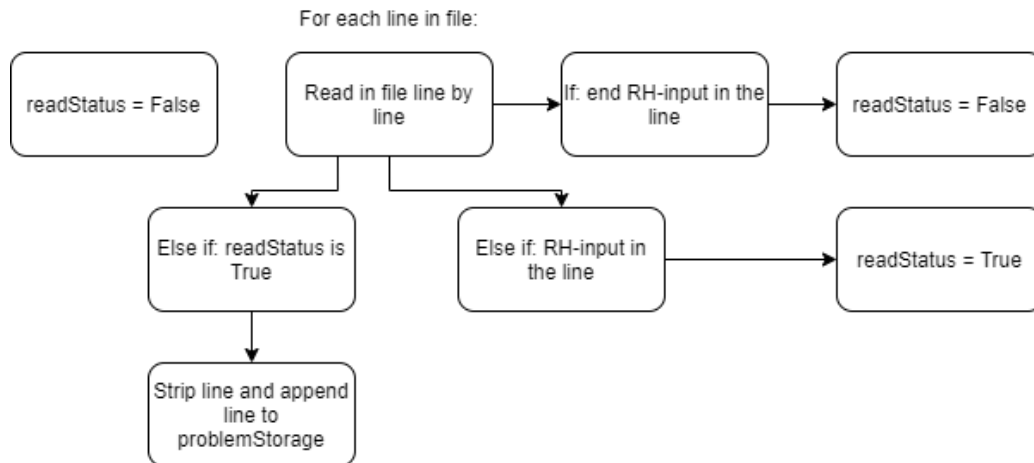 For each line in file:
readStatus = False
Read in file line by
line
If: end RH-input in the
line
readStatus = False
Else if: readStatus is
True
Else if: RH-input in
the line
readStatus = True
Strip line and append
line to
problemStorage